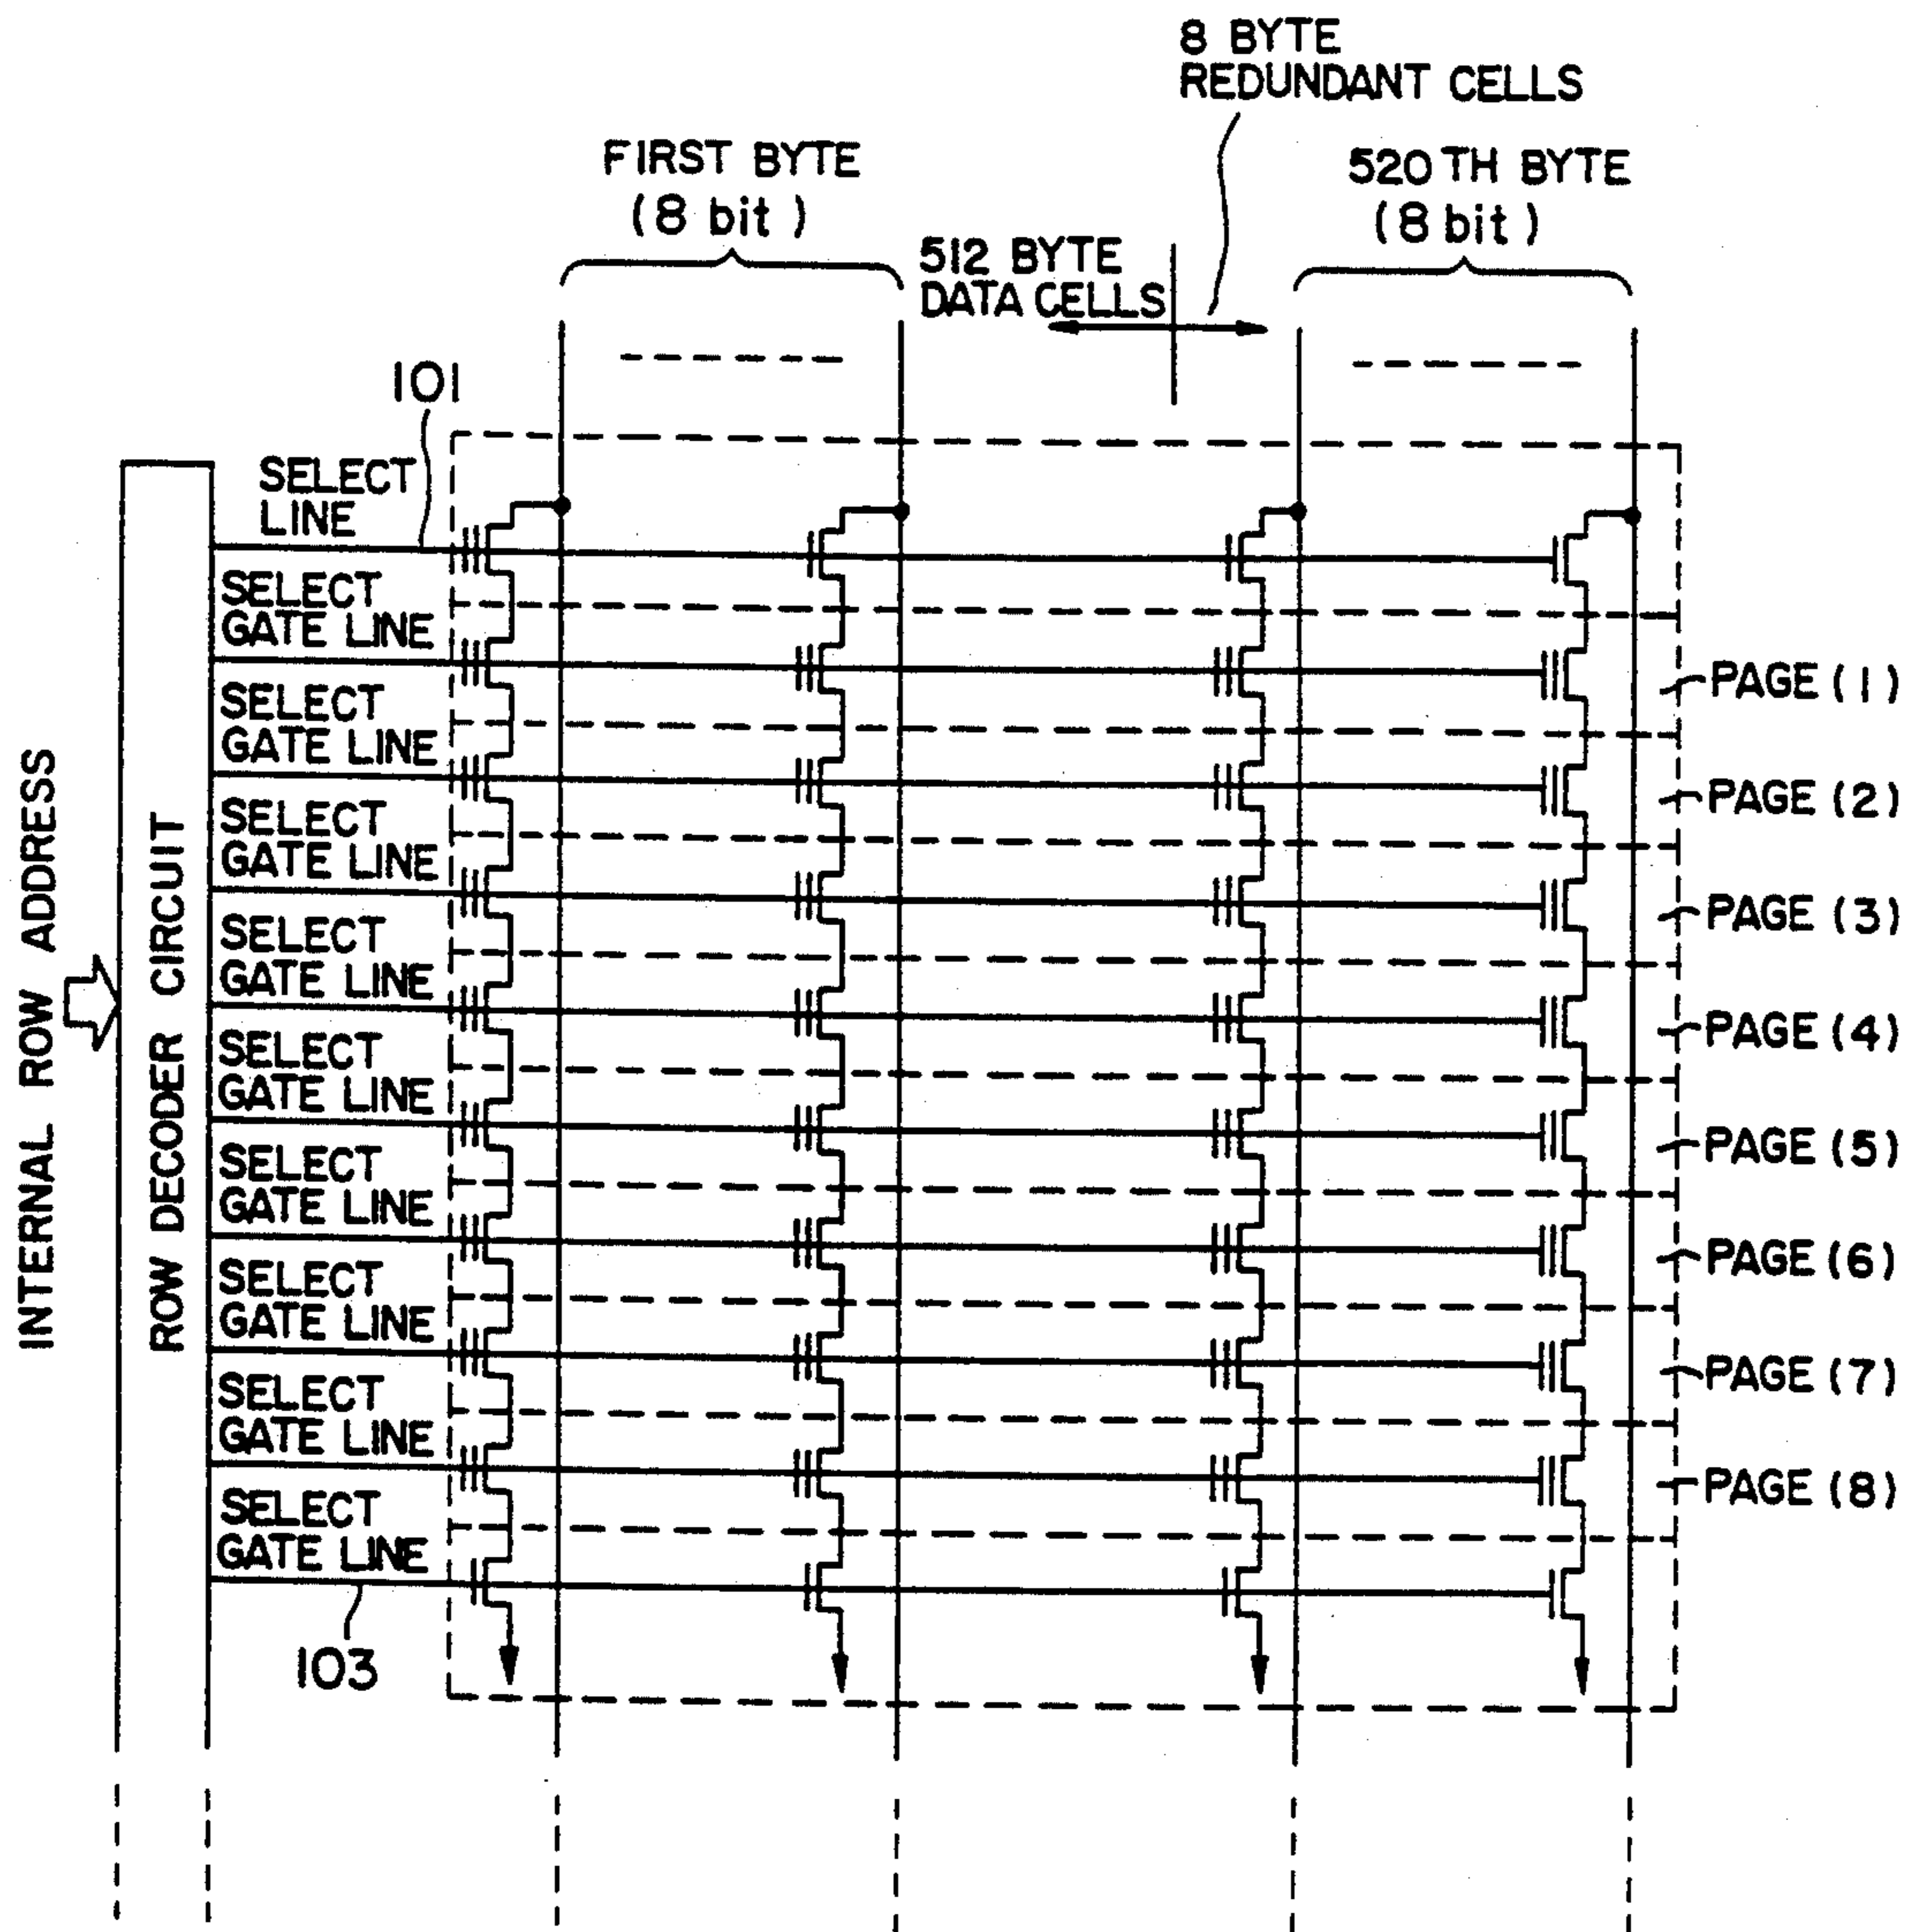 8 BYTE
REDUNDANT CELLS
FIRST BYTE
(8 bit)
520TH BYTE
(8 bit)
512 BYTE
DATA CELLS
101
SELECT
LINE
SELECT
GATE LINE
PAGE (1)
SELECT
GATE LINE
PAGE (2)
SELECT
GATE LINE
PAGE (3)
SELECT
GATE LINE
PAGE (4)
SELECT
GATE LINE
PAGE (5)
SELECT
GATE LINE
PAGE (6)
SELECT
GATE LINE
PAGE (7)
SELECT
GATE LINE
PAGE (8)
SELECT
GATE LINE
103
INTERNAL ROW ADDRESS
ROW DECODER CIRCUIT